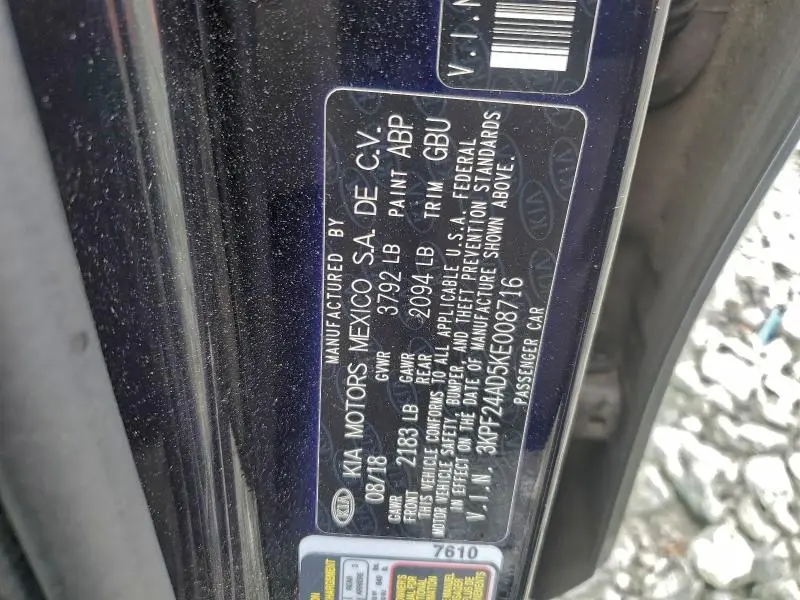 V.I.N
MANUFACTURED BY
KIA KIA MOTORS MEXICO S.A. DE C.V.
08/18 GVWR 3792 LB PAINT ABP
GAWR FRONT 2183 LB GAWR REAR 2094 LB TRIM GBU
THIS VEHICLE CONFORMS TO ALL APPLICABLE U.S.A. FEDERAL
MOTOR VEHICLE SAFETY, BUMPER, AND THEFT PREVENTION STANDARDS
IN EFFECT ON THE DATE OF MANUFACTURE SHOWN ABOVE.
V.I.N. 3KPF24AD5KE008716
PASSENGER CAR
7610